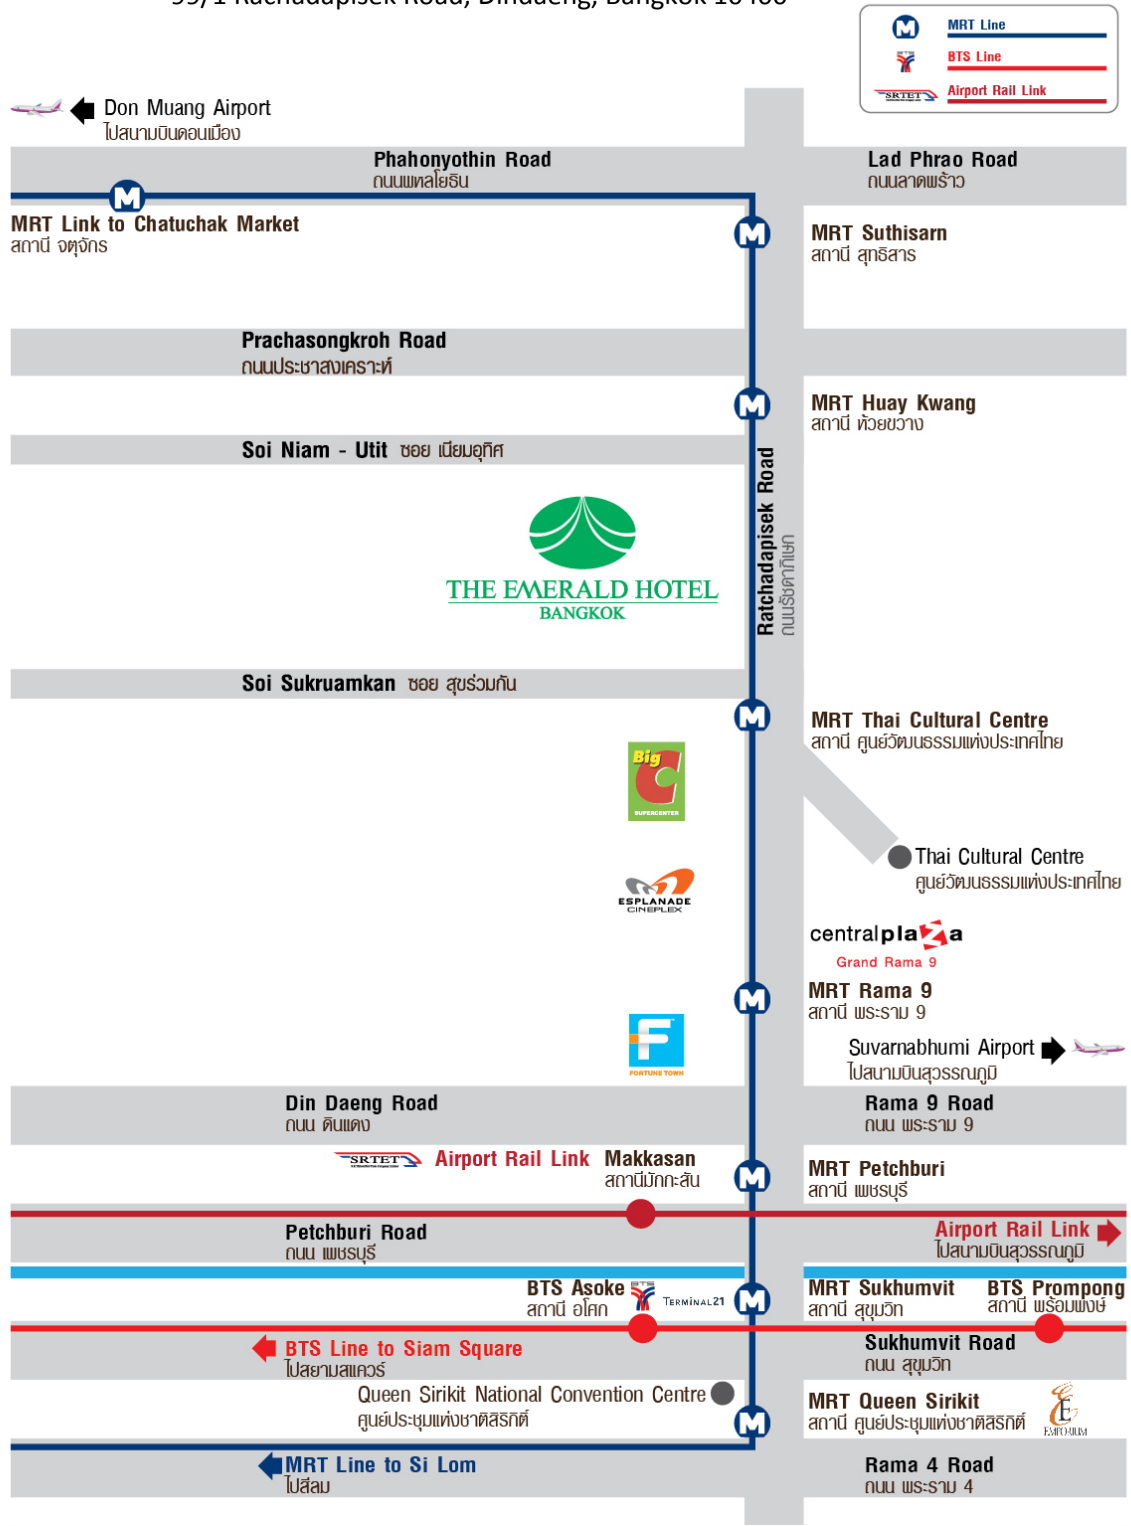 99/1 Rachadapisek Road, Dindaeng, Bangkok 10400
MRT Line
BTS Line
SRTET
Airport Rail Link
Don Muang Airport
ไปสนามบินดอนเมือง
Phahonyothin Road
ถนนพหลโยธิน
Lad Phrao Road
ถนนลาดพร้าว
MRT Link to Chatuchak Market
สถานี จตุจักร
MRT Suthisarn
สถานี สุทธิสาร
Prachasongkroh Road
ถนนประชาสงเคราะห์
MRT Huay Kwang
สถานี ห้วยขวาง
Soi Niam - Utit ซอย เนียมอุทิศ
Ratchadapisek Road
ถนนรัชดาภิเษก
THE EMERALD HOTEL
BANGKOK
Soi Sukruamkan ซอย สุขร่วมกัน
MRT Thai Cultural Centre
สถานี ศูนย์วัฒนธรรมแห่งประเทศไทย
Big C
SUPERCENTER
Thai Cultural Centre
ศูนย์วัฒนธรรมแห่งประเทศไทย
ESPLANADE
CINEPLEX
centralplaza
Grand Rama 9
MRT Rama 9
สถานี พระราม 9
F
FORTUNE TOWN
Suvarnabhumi Airport
ไปสนามบินสุวรรณภูมิ
Din Daeng Road
ถนน ดินแดง
Rama 9 Road
ถนน พระราม 9
SRTET Airport Rail Link Makkasan
สถานีมักกะสัน
MRT Petchburi
สถานี เพชรบุรี
Petchburi Road
ถนน เพชรบุรี
Airport Rail Link
ไปสนามบินสุวรรณภูมิ
BTS Asoke
สถานี อโศก
BTS
TERMINAL21
MRT Sukhumvit
สถานี สุขุมวิท
BTS Prompong
สถานี พร้อมพงษ์
BTS Line to Siam Square
ไปสยามสแควร์
Sukhumvit Road
ถนน สุขุมวิท
Queen Sirikit National Convention Centre
ศูนย์ประชุมแห่งชาติสิริกิติ์
MRT Queen Sirikit
สถานี ศูนย์ประชุมแห่งชาติสิริกิติ์
E
EMPORIUM
MRT Line to Si Lom
ไปสีลม
Rama 4 Road
ถนน พระราม 4